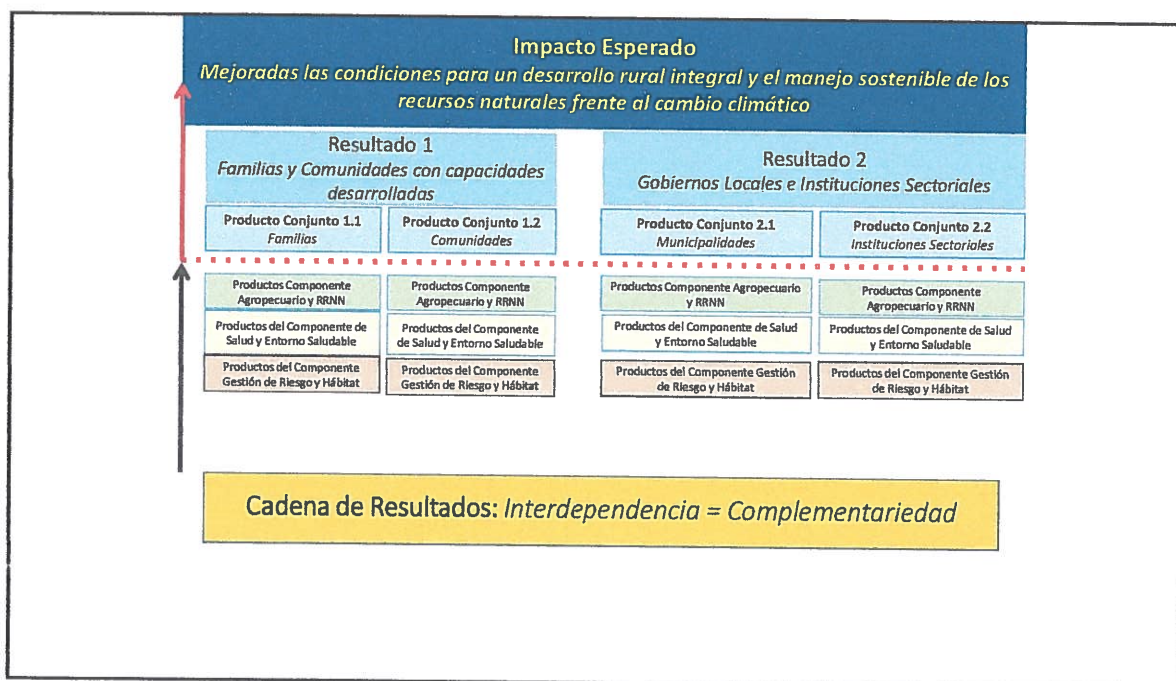 Impacto Esperado
Mejoradas las condiciones para un desarrollo rural integral y el manejo sostenible de los
recursos naturales frente al cambio climático
Resultado 1
Familias y Comunidades con capacidades
desarrolladas
Resultado 2
Gobiernos Locales e Instituciones Sectoriales
Producto Conjunto 1.1
Familias
Producto Conjunto 1.2
Comunidades
Producto Conjunto 2.1
Municipalidades
Producto Conjunto 2.2
Instituciones Sectoriales
Productos Componente
Agropecuario y RRNN
Productos Componente
Agropecuario y RRNN
Productos Componente Agropecuario
y RRNN
Productos Componente
Agropecuario y RRNN
Productos del Componente de
Salud y Entorno Saludable
Productos del Componente
de Salud y Entorno Saludable
Productos del Componente de Salud
y Entorno Saludable
Productos del Componente de Salud
y Entorno Saludable
Productos del Componente
Gestión de Riesgo y Hábitat
Productos del Componente
Gestión de Riesgo y Hábitat
Productos del Componente Gestión
de Riesgo y Hábitat
Productos del Componente Gestión
de Riesgo y Hábitat
Cadena de Resultados: Interdependencia = Complementariedad